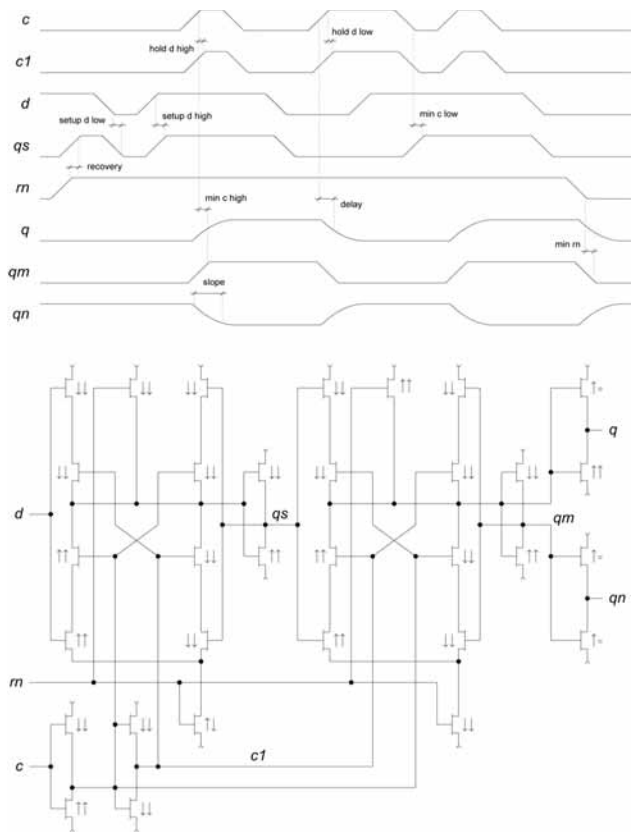 c
hold d high
hold d low
c1
d
setup d low
setup d high
min c low
qs
recovery
rn
min c high
delay
q
min rn
qm
slope
qn
q
d
qs
qm
qn
rn
c1
c